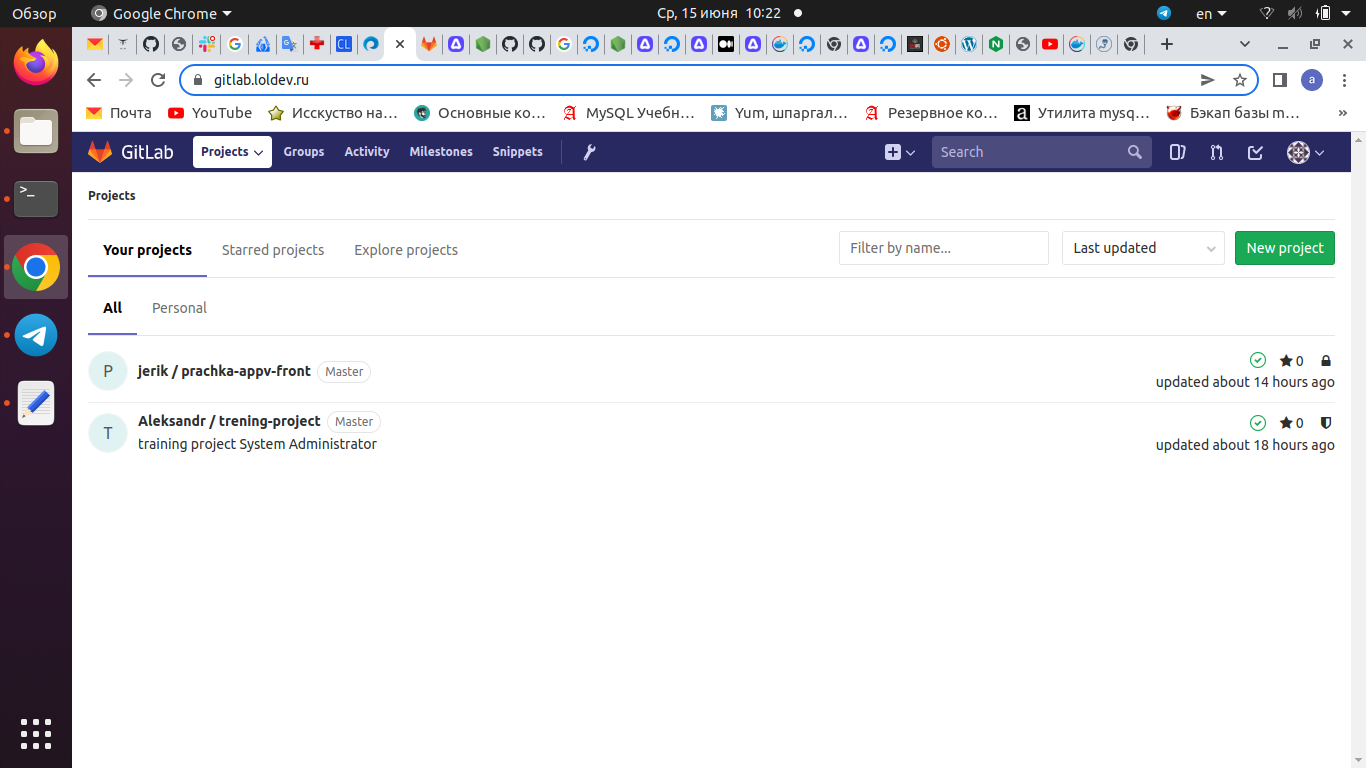 Обзор
Google Chrome
Ср, 15 июня 10:22
en
CL
gitlab.loldev.ru
a
Почта
YouTube
Исскуство на…
Основные ко…
MySQL Учебн…
Yum, шпаргал…
Резервное ко…
a
Утилита mysq…
Бэкап базы m…
»
GitLab
Projects
Groups
Activity
Milestones
Snippets
Search
Projects
Your projects
Starred projects
Explore projects
Filter by name...
Last updated
New project
All
Personal
P
jerik / prachka-appv-front
Master
0
updated about 14 hours ago
T
Aleksandr / trening-project
Master
training project System Administrator
0
updated about 18 hours ago